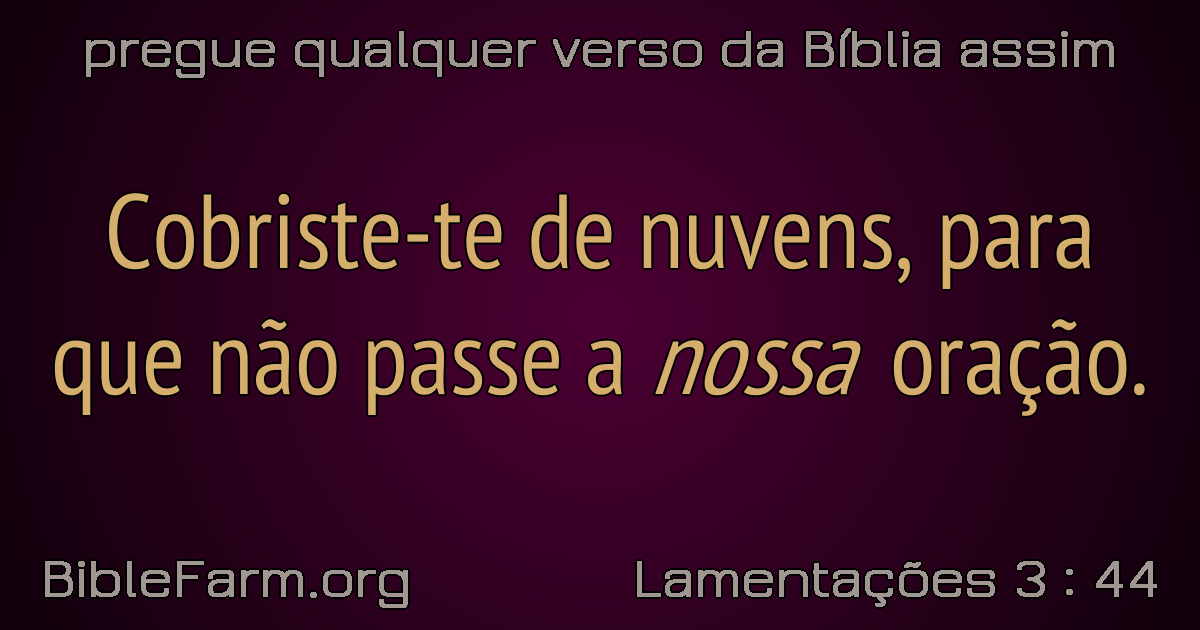 pregue qualquer verso da Bíblia assim
Cobriste-te de nuvens, para
que não passe a nossa oração.
BibleFarm.org
Lamentações 3 : 44